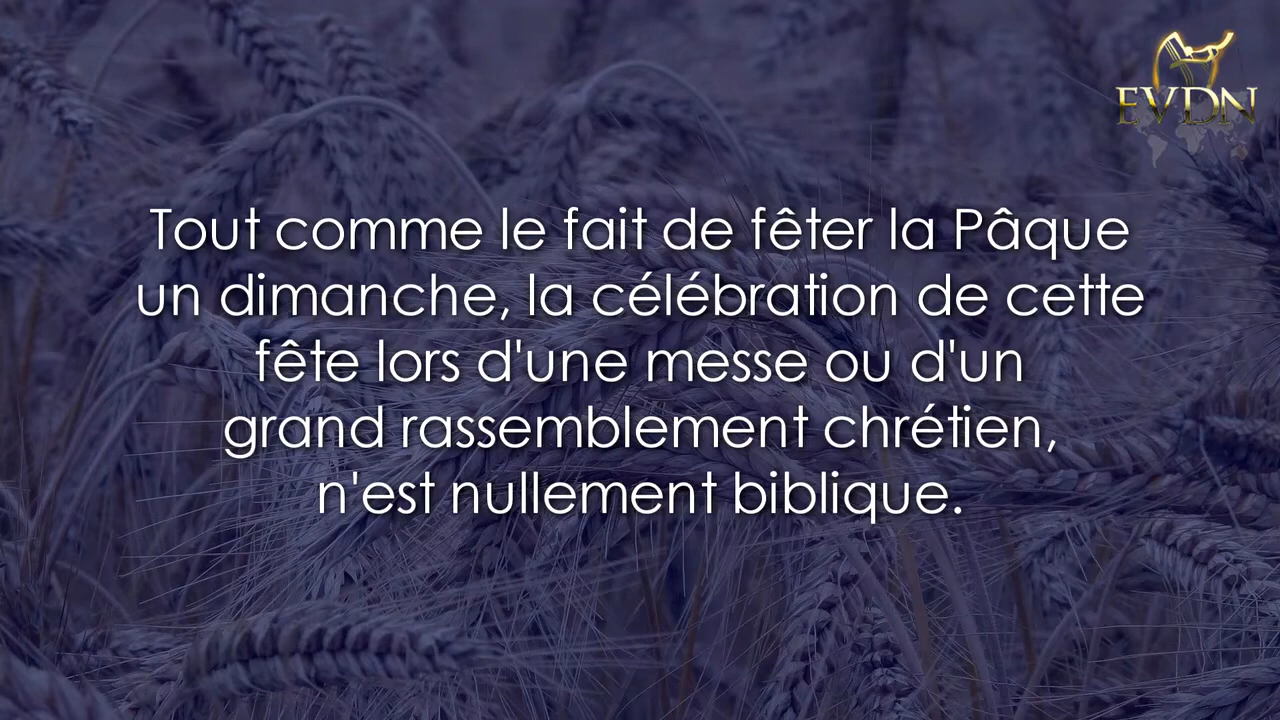 EVDN
Tout comme le fait de fêter la Pâque
un dimanche, la célébration de cette
fête lors d'une messe ou d'un
grand rassemblement chrétien,
n'est nullement biblique.